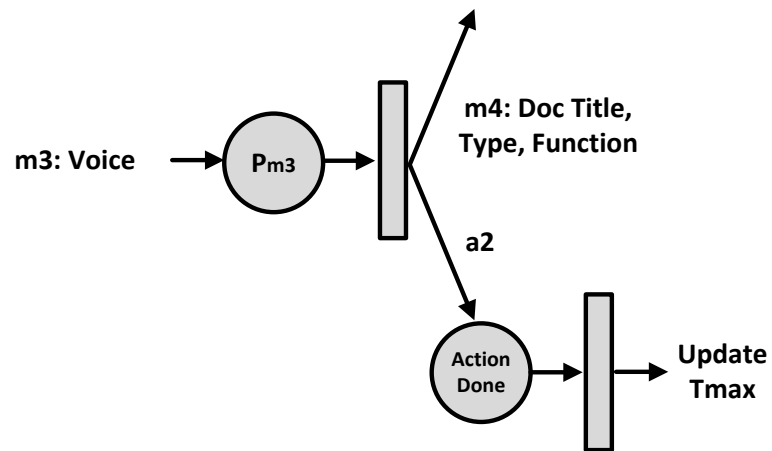 m4: Doc Title,
Type, Function
m3: Voice
Pm3
a2
Action
Done
Update
Tmax